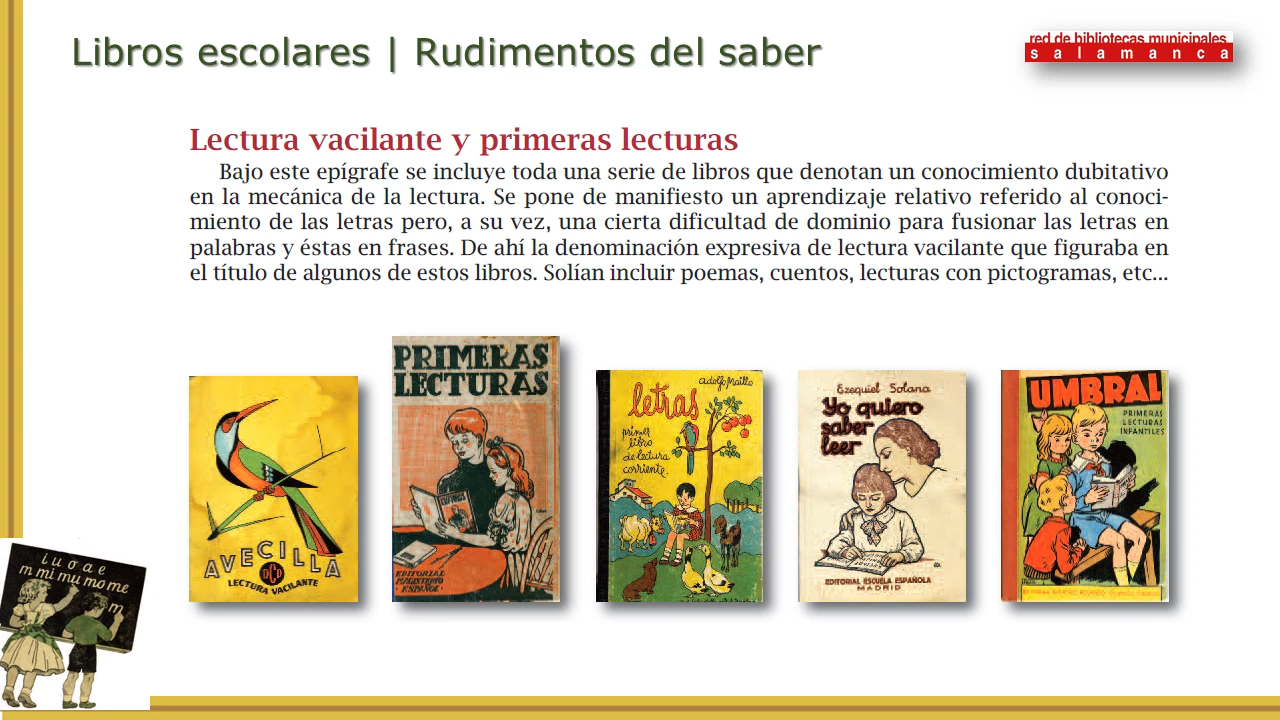 Libros escolares | Rudimentos del saber
red de bibliotecas municipales
salamanca
Lectura vacilante y primeras lecturas
Bajo este epígrafe se incluye toda una serie de libros que denotan un conocimiento dubitativo
en la mecánica de la lectura. Se pone de manifiesto un aprendizaje relativo referido al conoci-
miento de las letras pero, a su vez, una cierta dificultad de dominio para fusionar las letras en
palabras y éstas en frases. De ahí la denominación expresiva de lectura vacilante que figuraba en
el título de algunos de estos libros. Solían incluir poemas, cuentos, lecturas con pictogramas, etc...
AVECILLA
DCP
LECTURA VACILANTE
PRIMERAS
LECTURAS
EDITORIAL
MAGISTERIO
ESPAÑOL
adolfo Maíllo
letras
primer
libro
de lectura
corriente.
Ezequiel Solana
Yo quiero
saber
leer
EDITORIAL ESCUELA ESPAÑOLA
MADRID
UMBRAL
PRIMERAS
LECTURAS
INFANTILES
i u o a e
m mi mu mo me
m